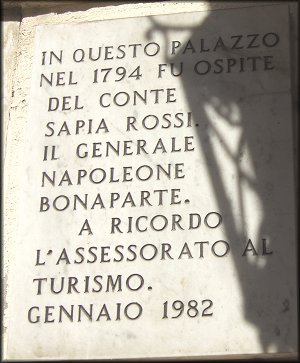 IN QUESTO PALAZZO
NEL 1794 FU OSPITE
DEL CONTE
SAPIA ROSSI.
IL GENERALE
NAPOLEONE
BONAPARTE.
A RICORDO
L'ASSESSORATO AL
TURISMO.
GENNAIO 1982